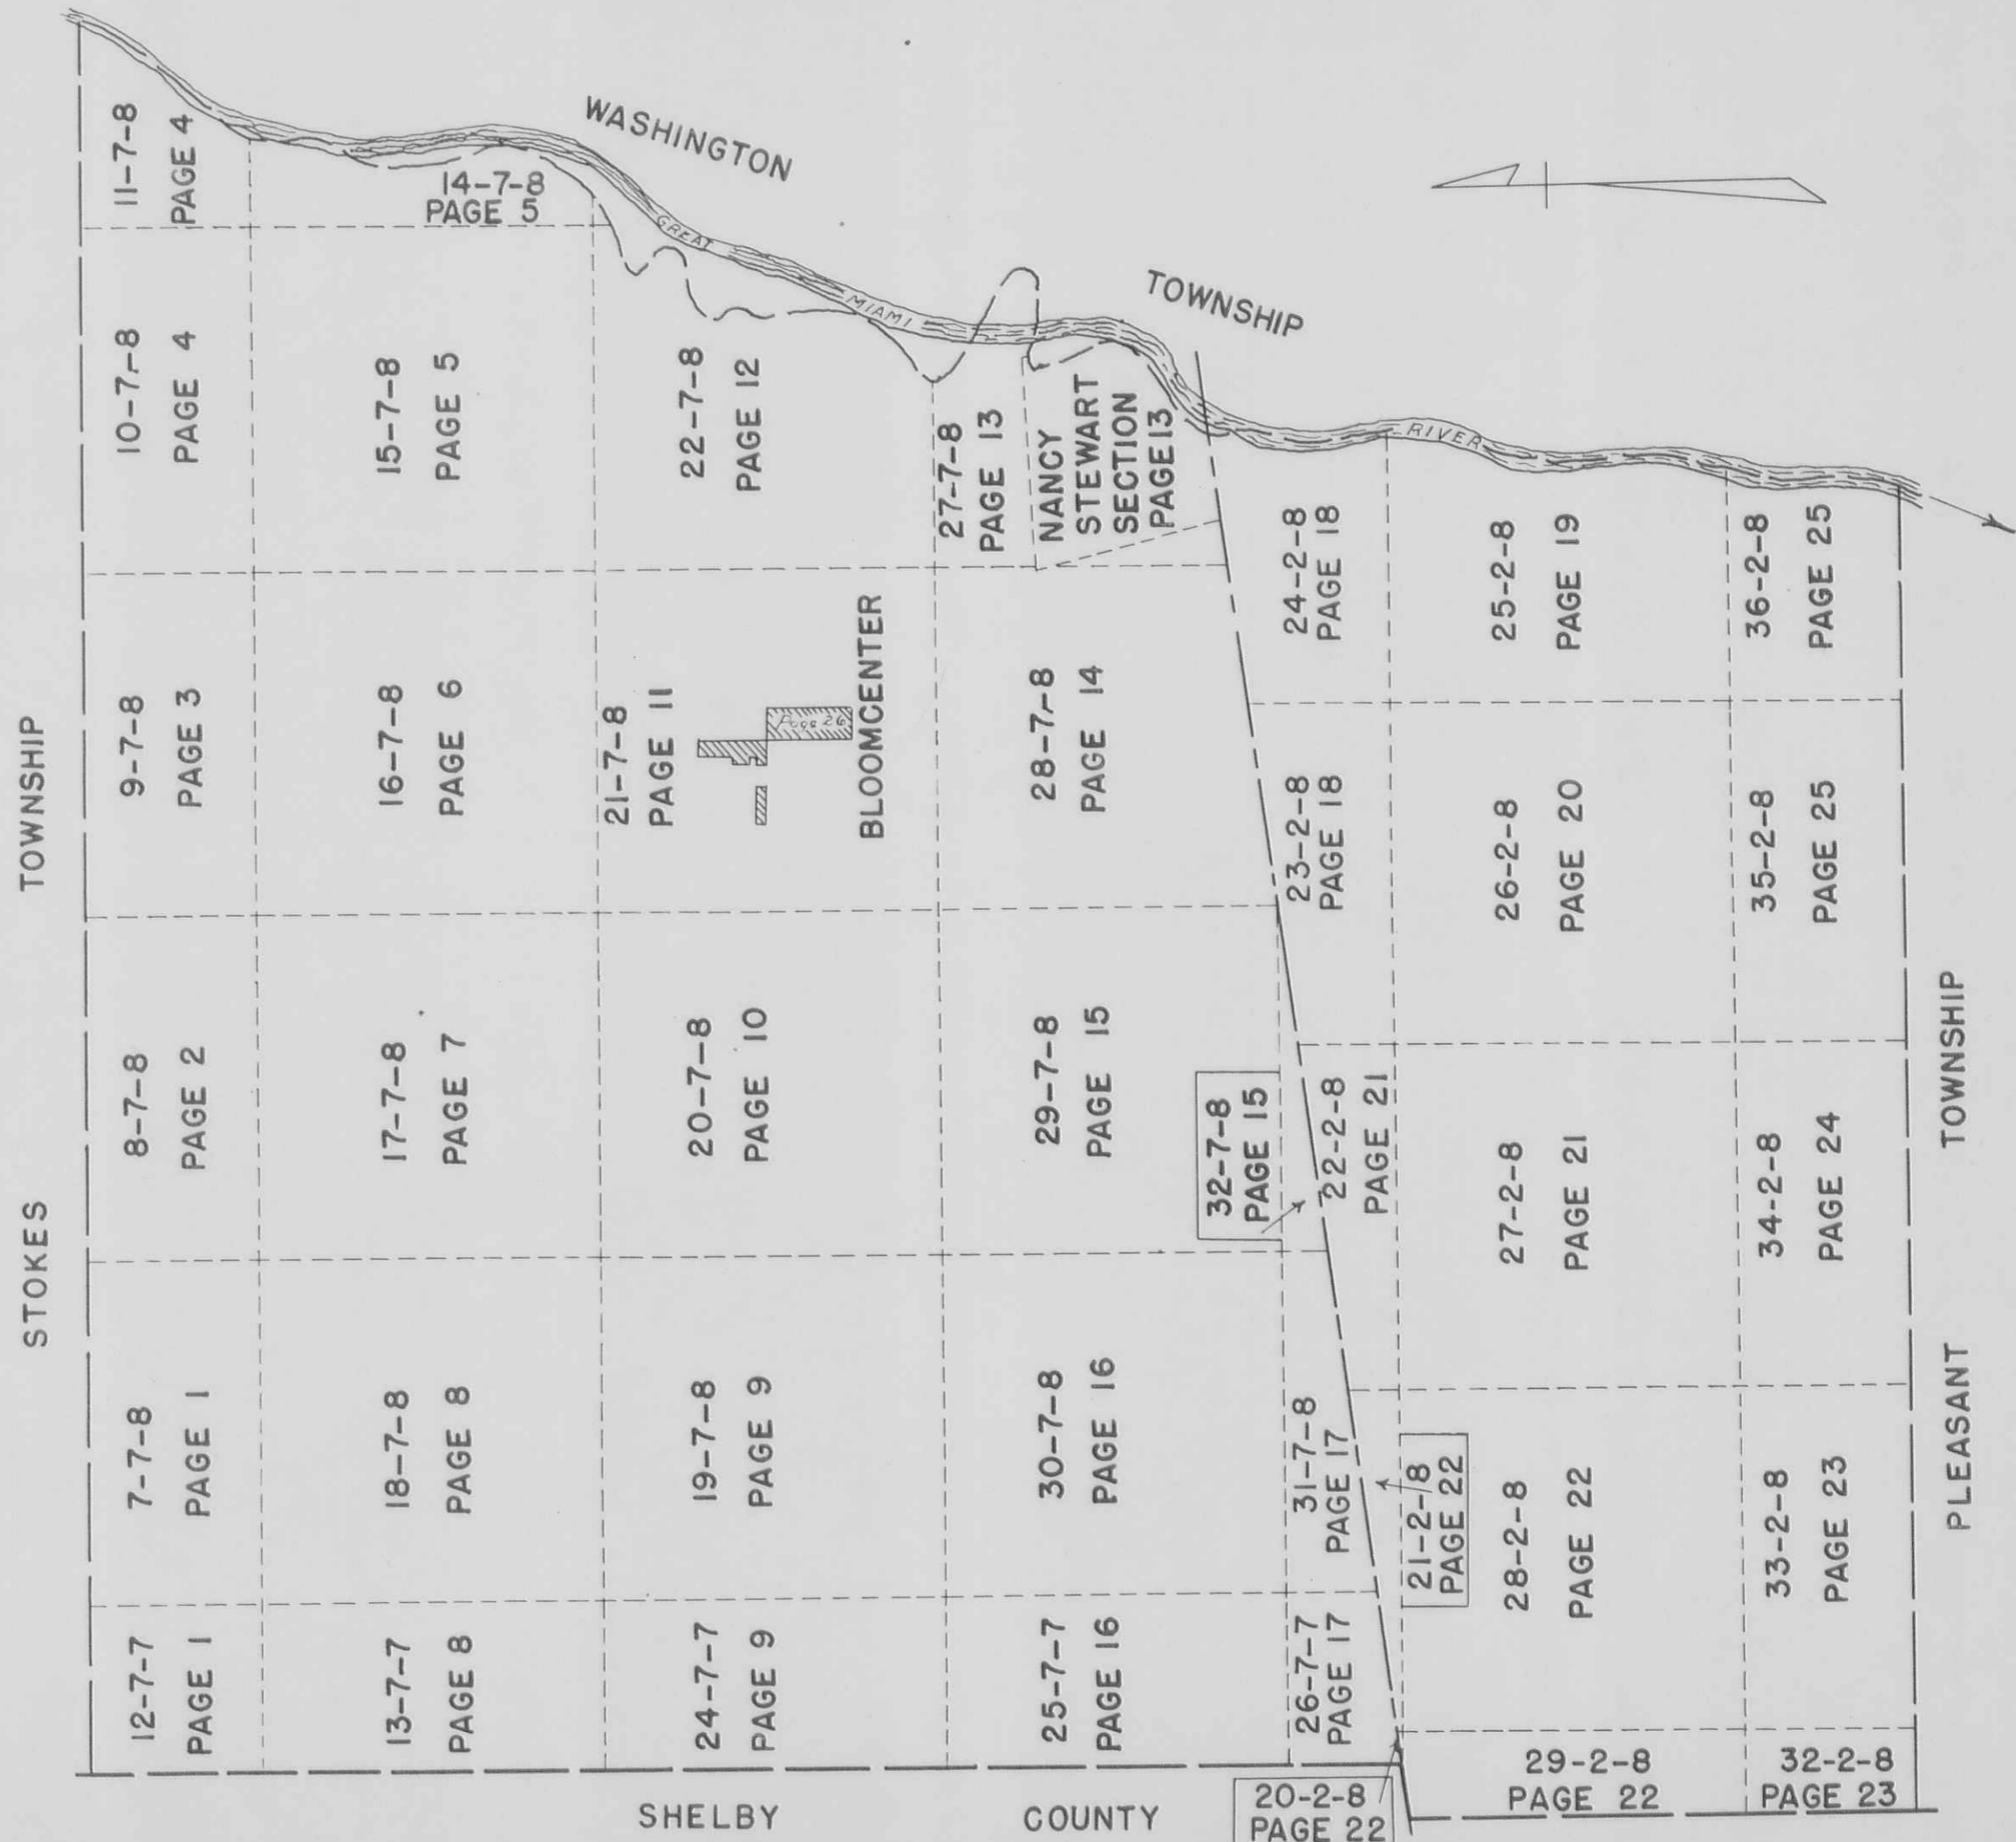 WASHINGTON
TOWNSHIP
GREAT
MIAMI
RIVER
STOKES
TOWNSHIP
11-7-8
PAGE 4
14-7-8
PAGE 5
10-7-8
PAGE 4
15-7-8
PAGE 5
22-7-8
PAGE 12
27-7-8
PAGE 13
NANCY
STEWART
SECTION
PAGE 13
24-2-8
PAGE 18
25-2-8
PAGE 19
36-2-8
PAGE 25
9-7-8
PAGE 3
16-7-8
PAGE 6
21-7-8
PAGE 11
Page 26
BLOOMCENTER
28-7-8
PAGE 14
23-2-8
PAGE 18
26-2-8
PAGE 20
35-2-8
PAGE 25
8-7-8
PAGE 2
17-7-8
PAGE 7
20-7-8
PAGE 10
29-7-8
PAGE 15
32-7-8
PAGE 15
22-2-8
PAGE 21
27-2-8
PAGE 21
34-2-8
PAGE 24
7-7-8
PAGE 1
18-7-8
PAGE 8
19-7-8
PAGE 9
30-7-8
PAGE 16
31-7-8
PAGE 17
21-2-8
PAGE 22
28-2-8
PAGE 22
33-2-8
PAGE 23
12-7-7
PAGE 1
13-7-7
PAGE 8
24-7-7
PAGE 9
25-7-7
PAGE 16
26-7-7
PAGE 17
20-2-8
PAGE 22
29-2-8
PAGE 22
32-2-8
PAGE 23
PLEASANT
TOWNSHIP
SHELBY COUNTY